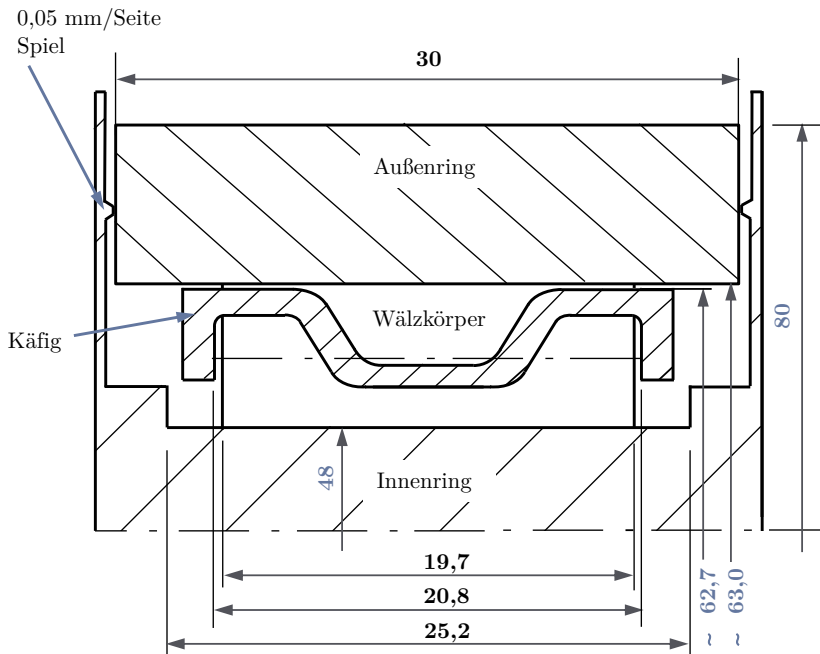 0,05 mm/Seite
Spiel
30
Außenring
Wälzkörper
Käfig
80
48
Innenring
19,7
20,8
25,2
~ 62,7
~ 63,0